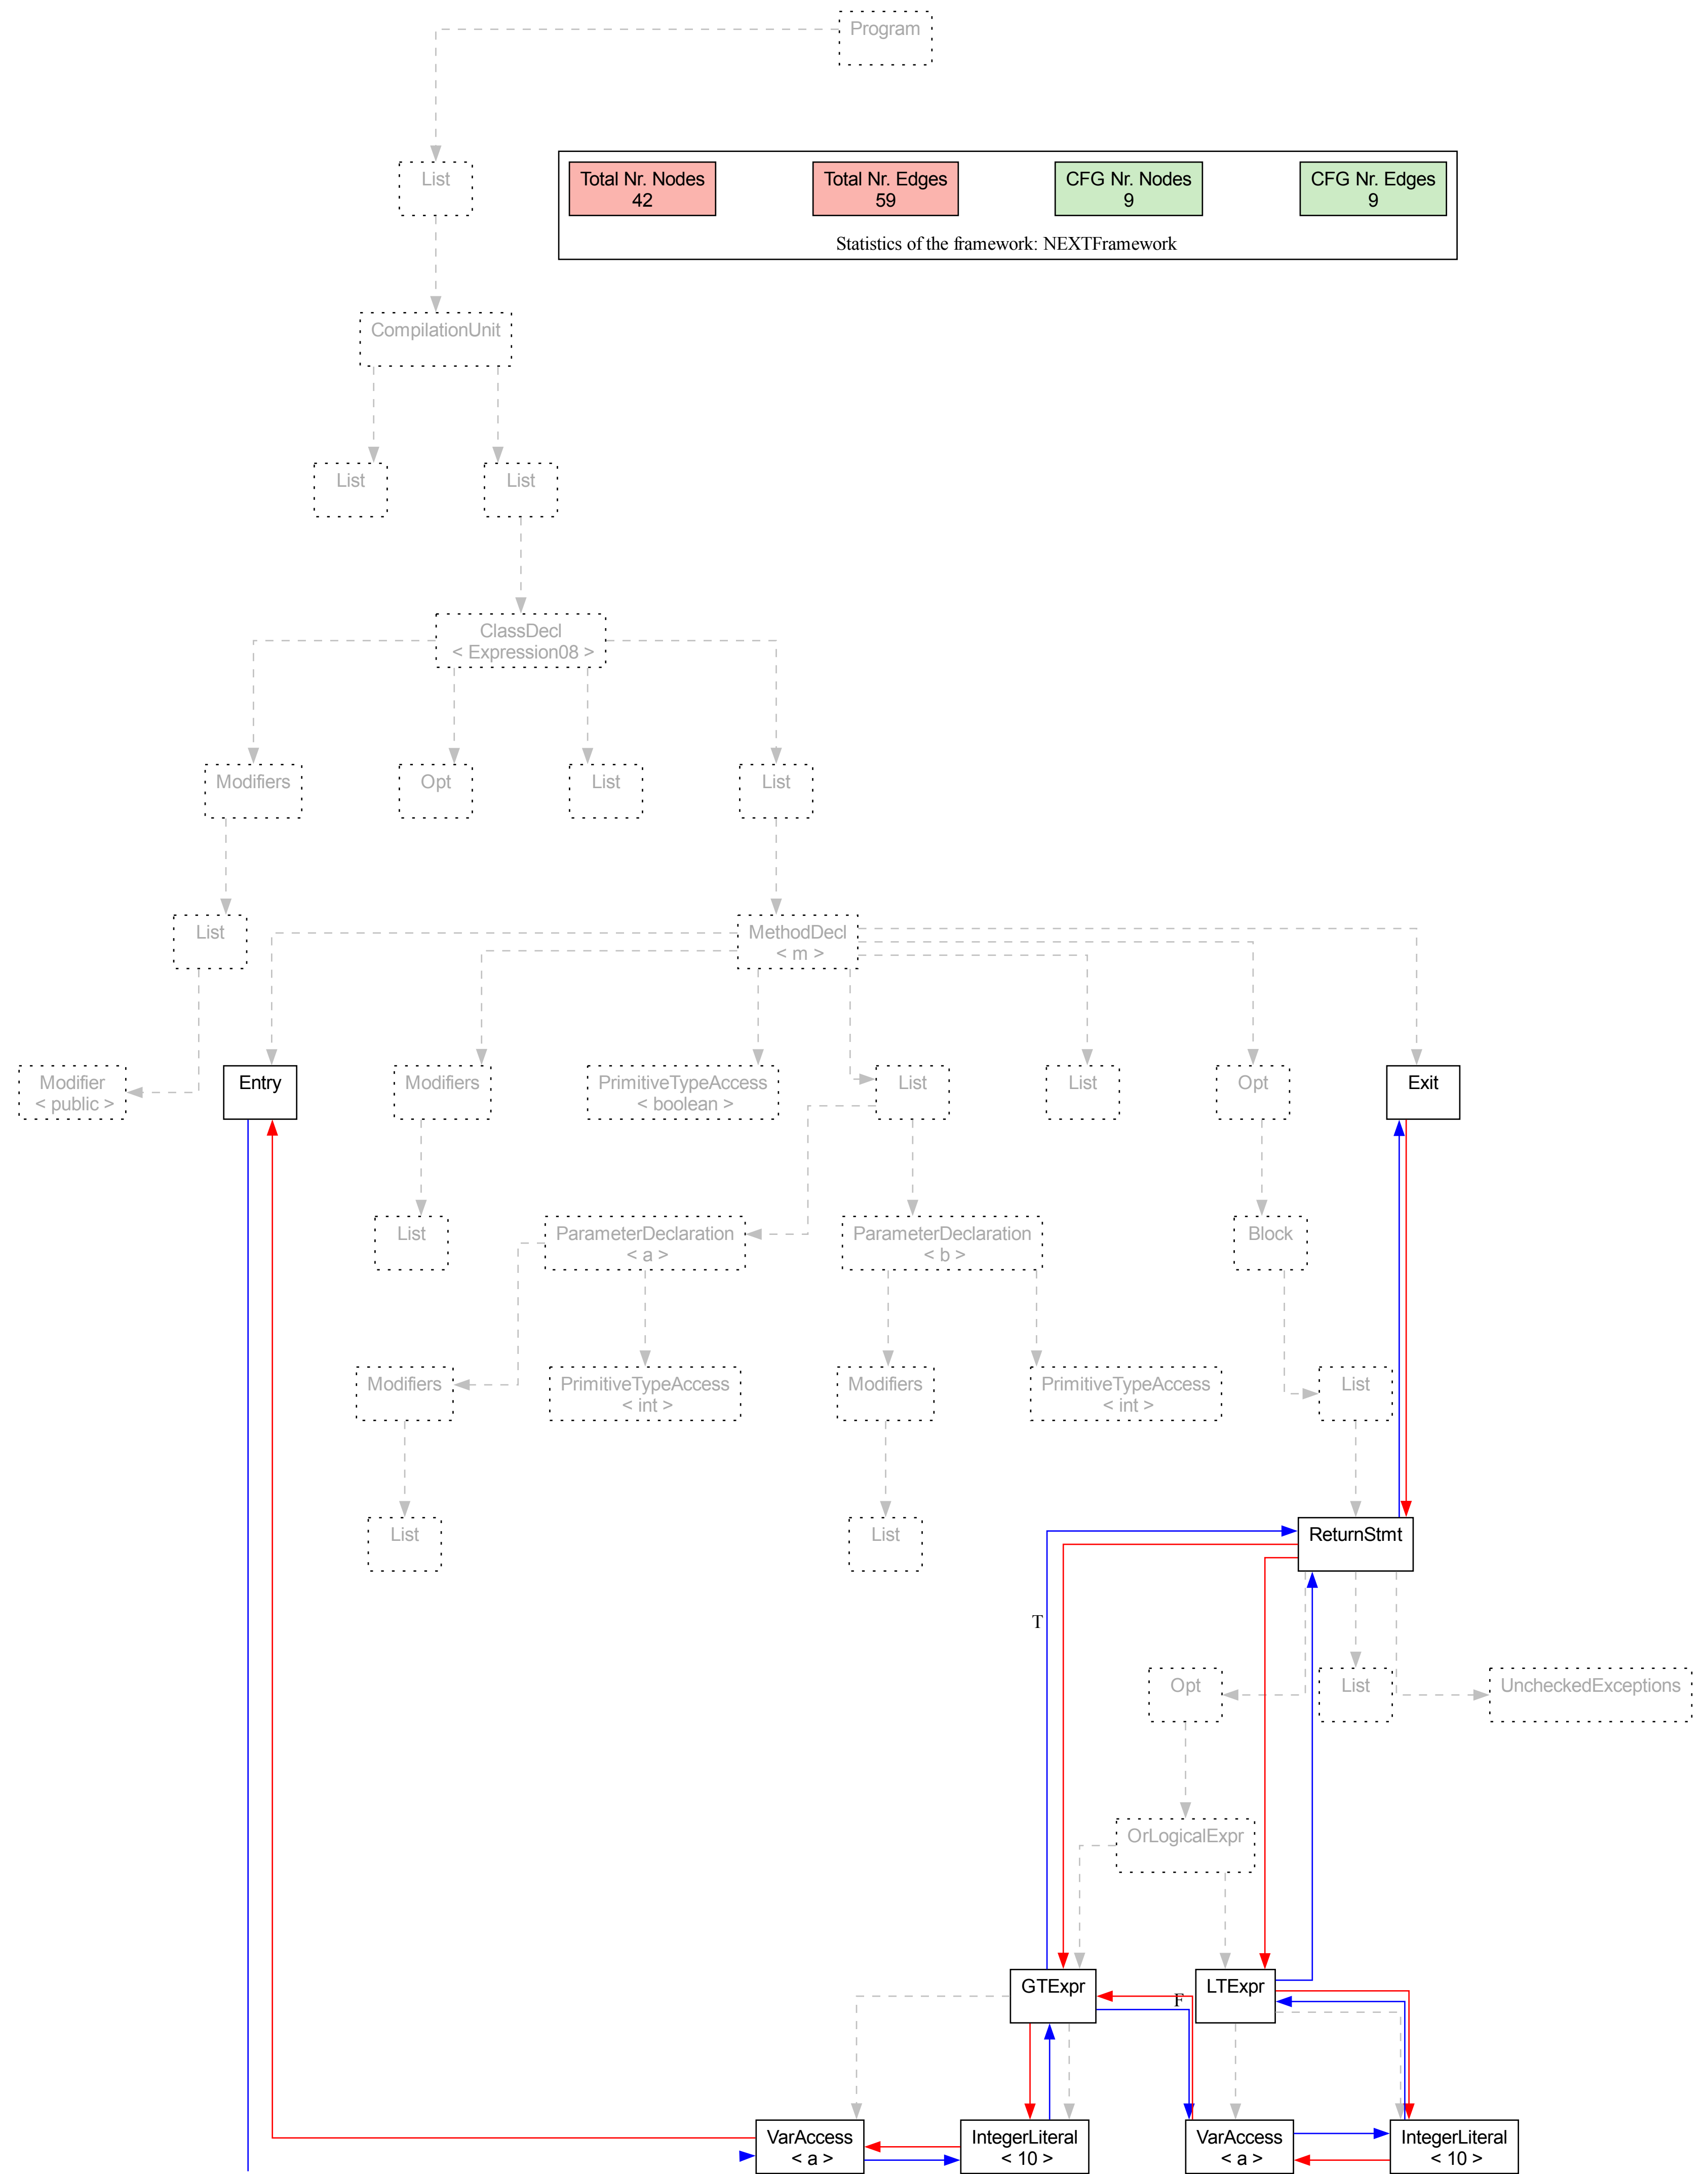 Program
List
Total Nr. Nodes
42
Total Nr. Edges
59
CFG Nr. Nodes
9
CFG Nr. Edges
9
Statistics of the framework: NEXTFramework
CompilationUnit
List
List
ClassDecl
< Expression08 >
Modifiers
Opt
List
List
List
MethodDecl
< m >
Modifier
< public >
Entry
Modifiers
PrimitiveTypeAccess
< boolean >
List
List
Opt
Exit
List
ParameterDeclaration
< a >
ParameterDeclaration
< b >
Block
Modifiers
PrimitiveTypeAccess
< int >
Modifiers
PrimitiveTypeAccess
< int >
List
List
List
ReturnStmt
T
Opt
List
UncheckedExceptions
OrLogicalExpr
GTExpr
F
LTExpr
VarAccess
< a >
IntegerLiteral
< 10 >
VarAccess
< a >
IntegerLiteral
< 10 >